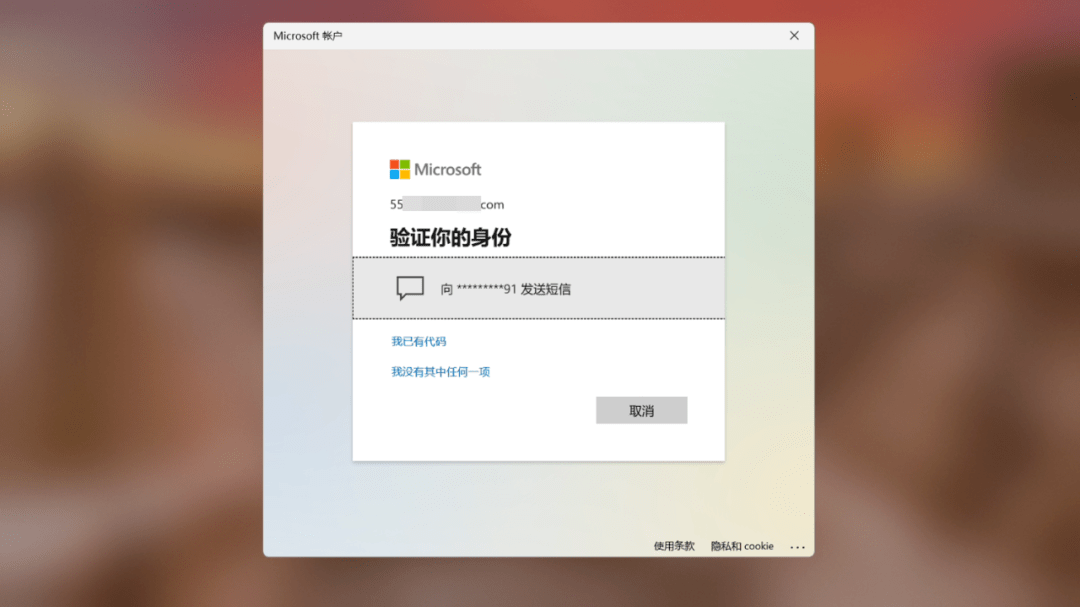 Microsoft 帐户
Microsoft
55 com
验证你的身份
向 *********91 发送短信
我已有代码
我没有其中任何一项
取消
使用条款 隐私和 cookie ...